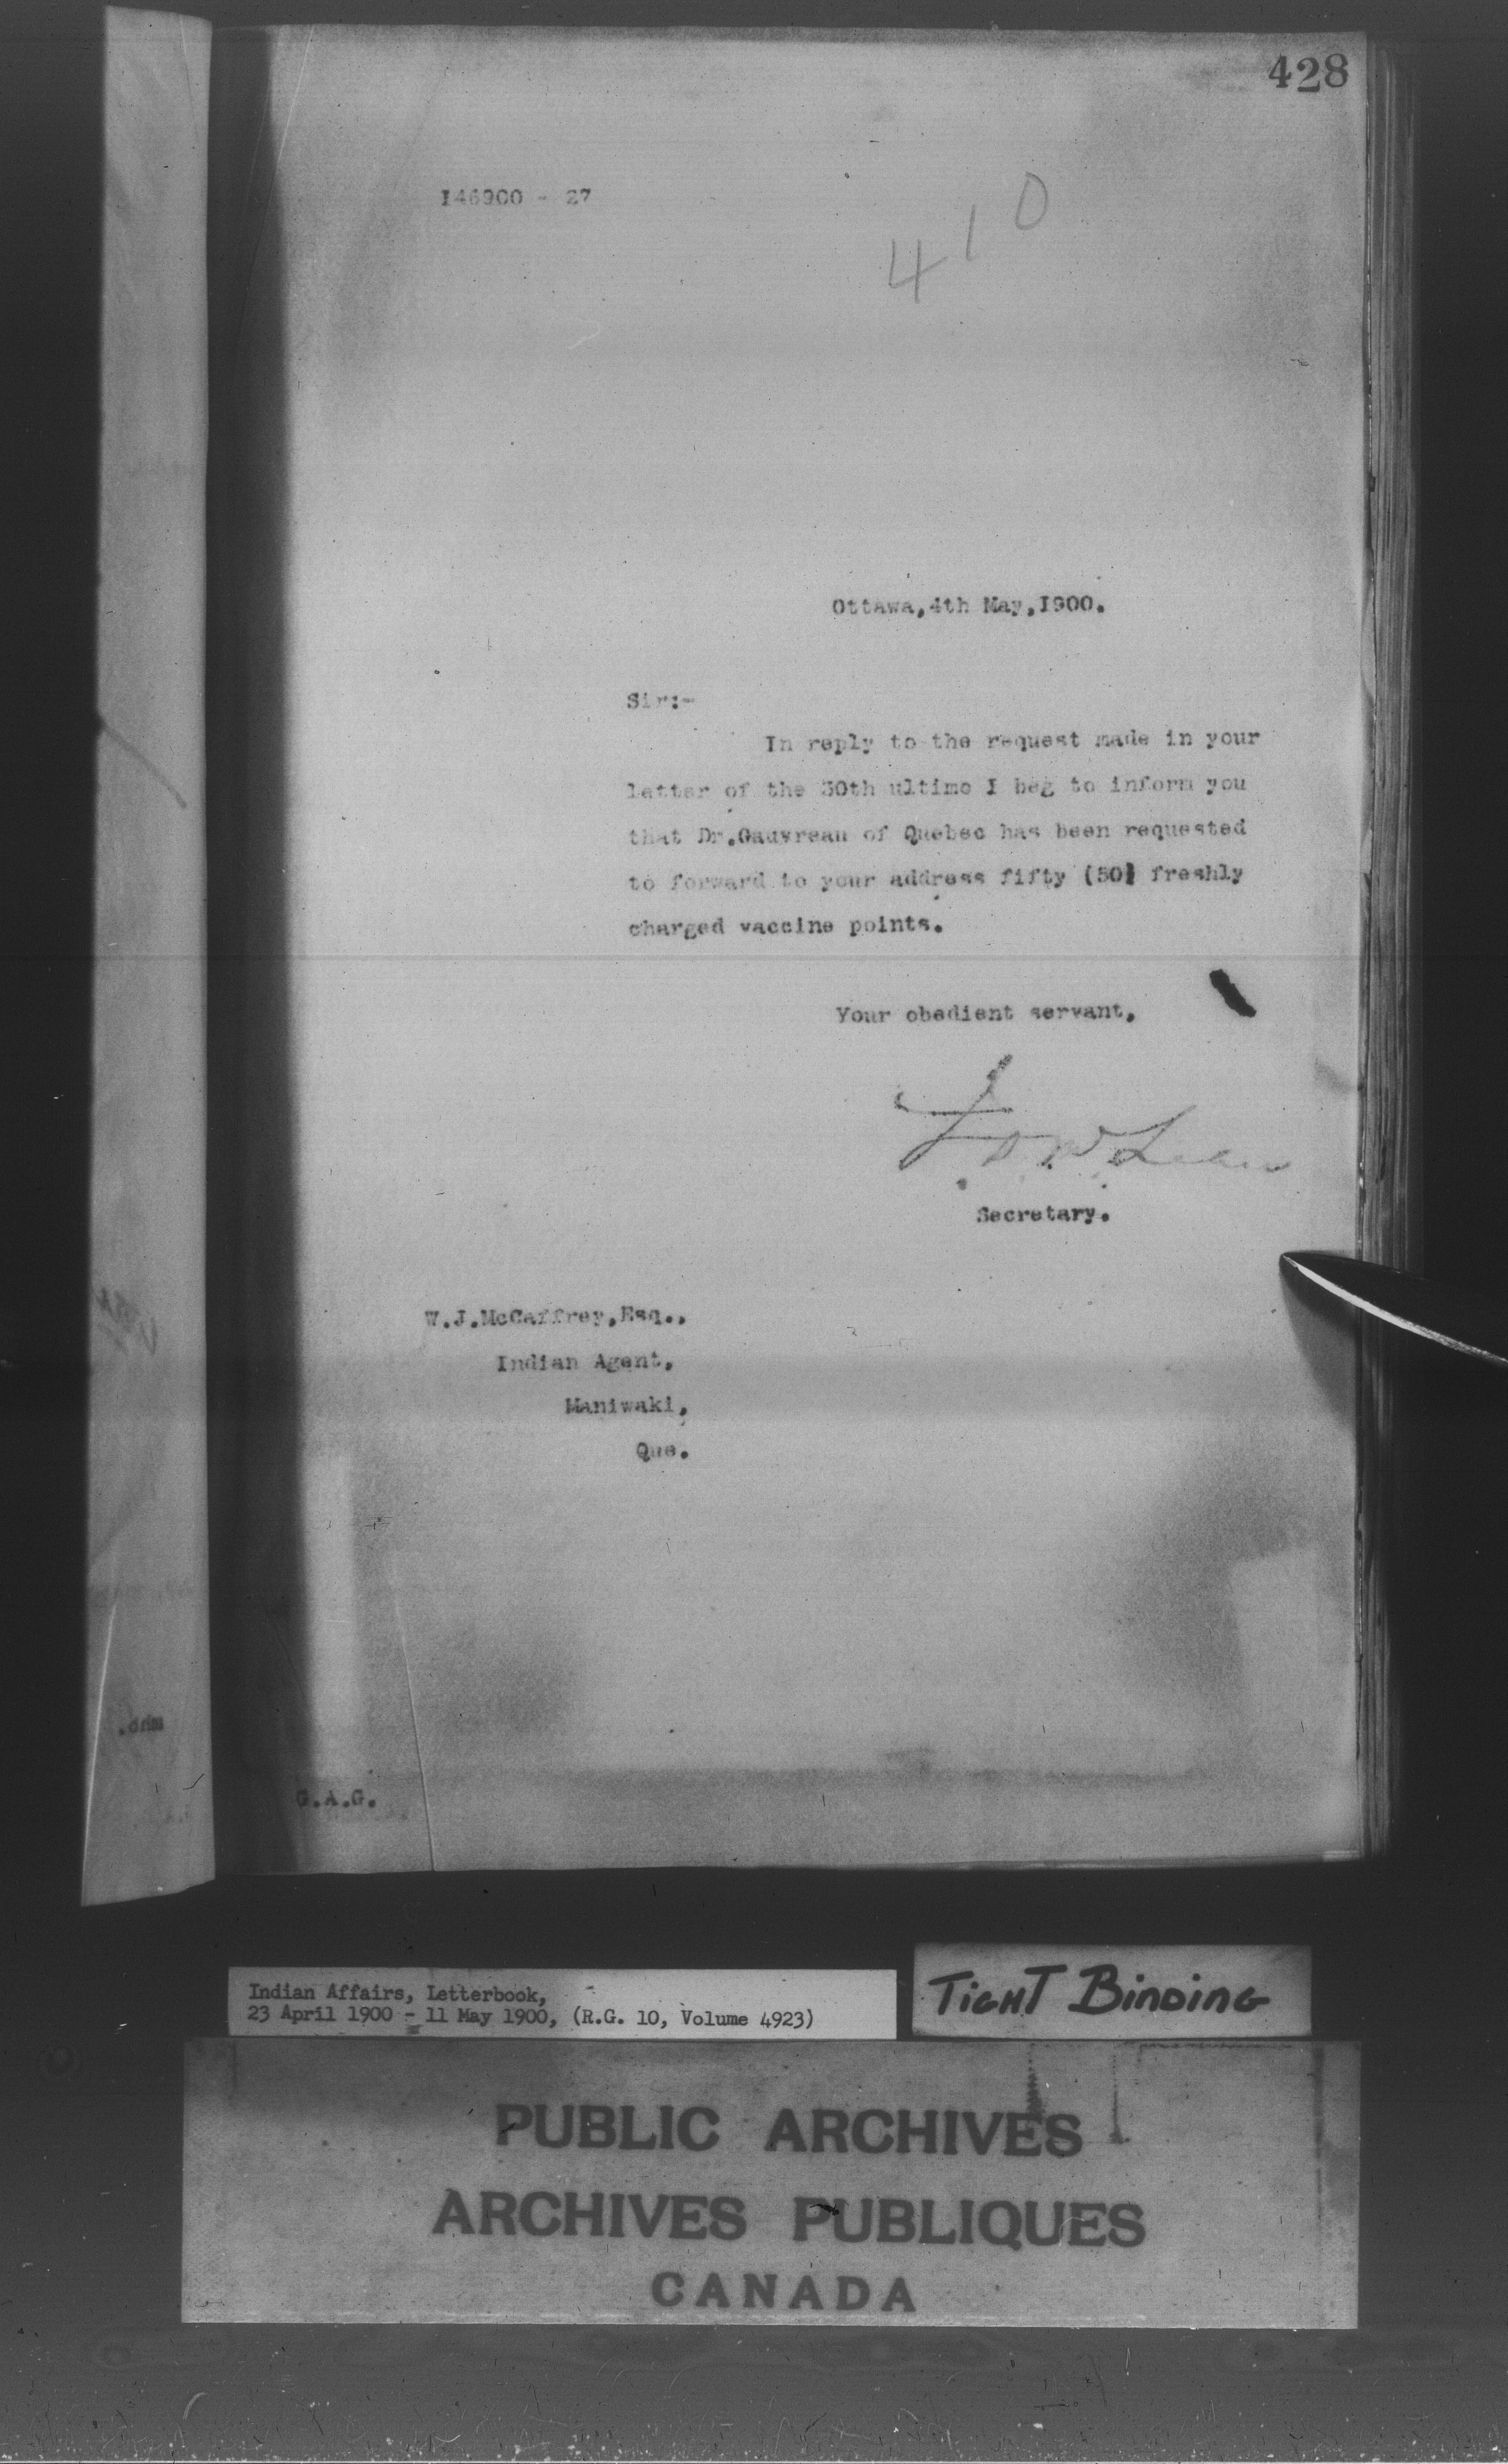 428
146900 - 27
410
Ottawa,4th May,1900.
Sir:-
In reply to the request made in your
letter of the 30th ultimo I beg to inform you
that Dr.Gauvreau of Quebec has been requested
to forward to your address fifty (50) freshly
charged vaccine points.
Your obedient servant,
Secretary.
W.J.McCaffrey,Esq.,
Indian Agent,
Maniwaki,
Que.
G.A.G.
Indian Affairs, Letterbook,
23 April 1900 - 11 May 1900, (R.G. 10, Volume 4923)
TIGHT BINDING
PUBLIC ARCHIVES
ARCHIVES PUBLIQUES
CANADA